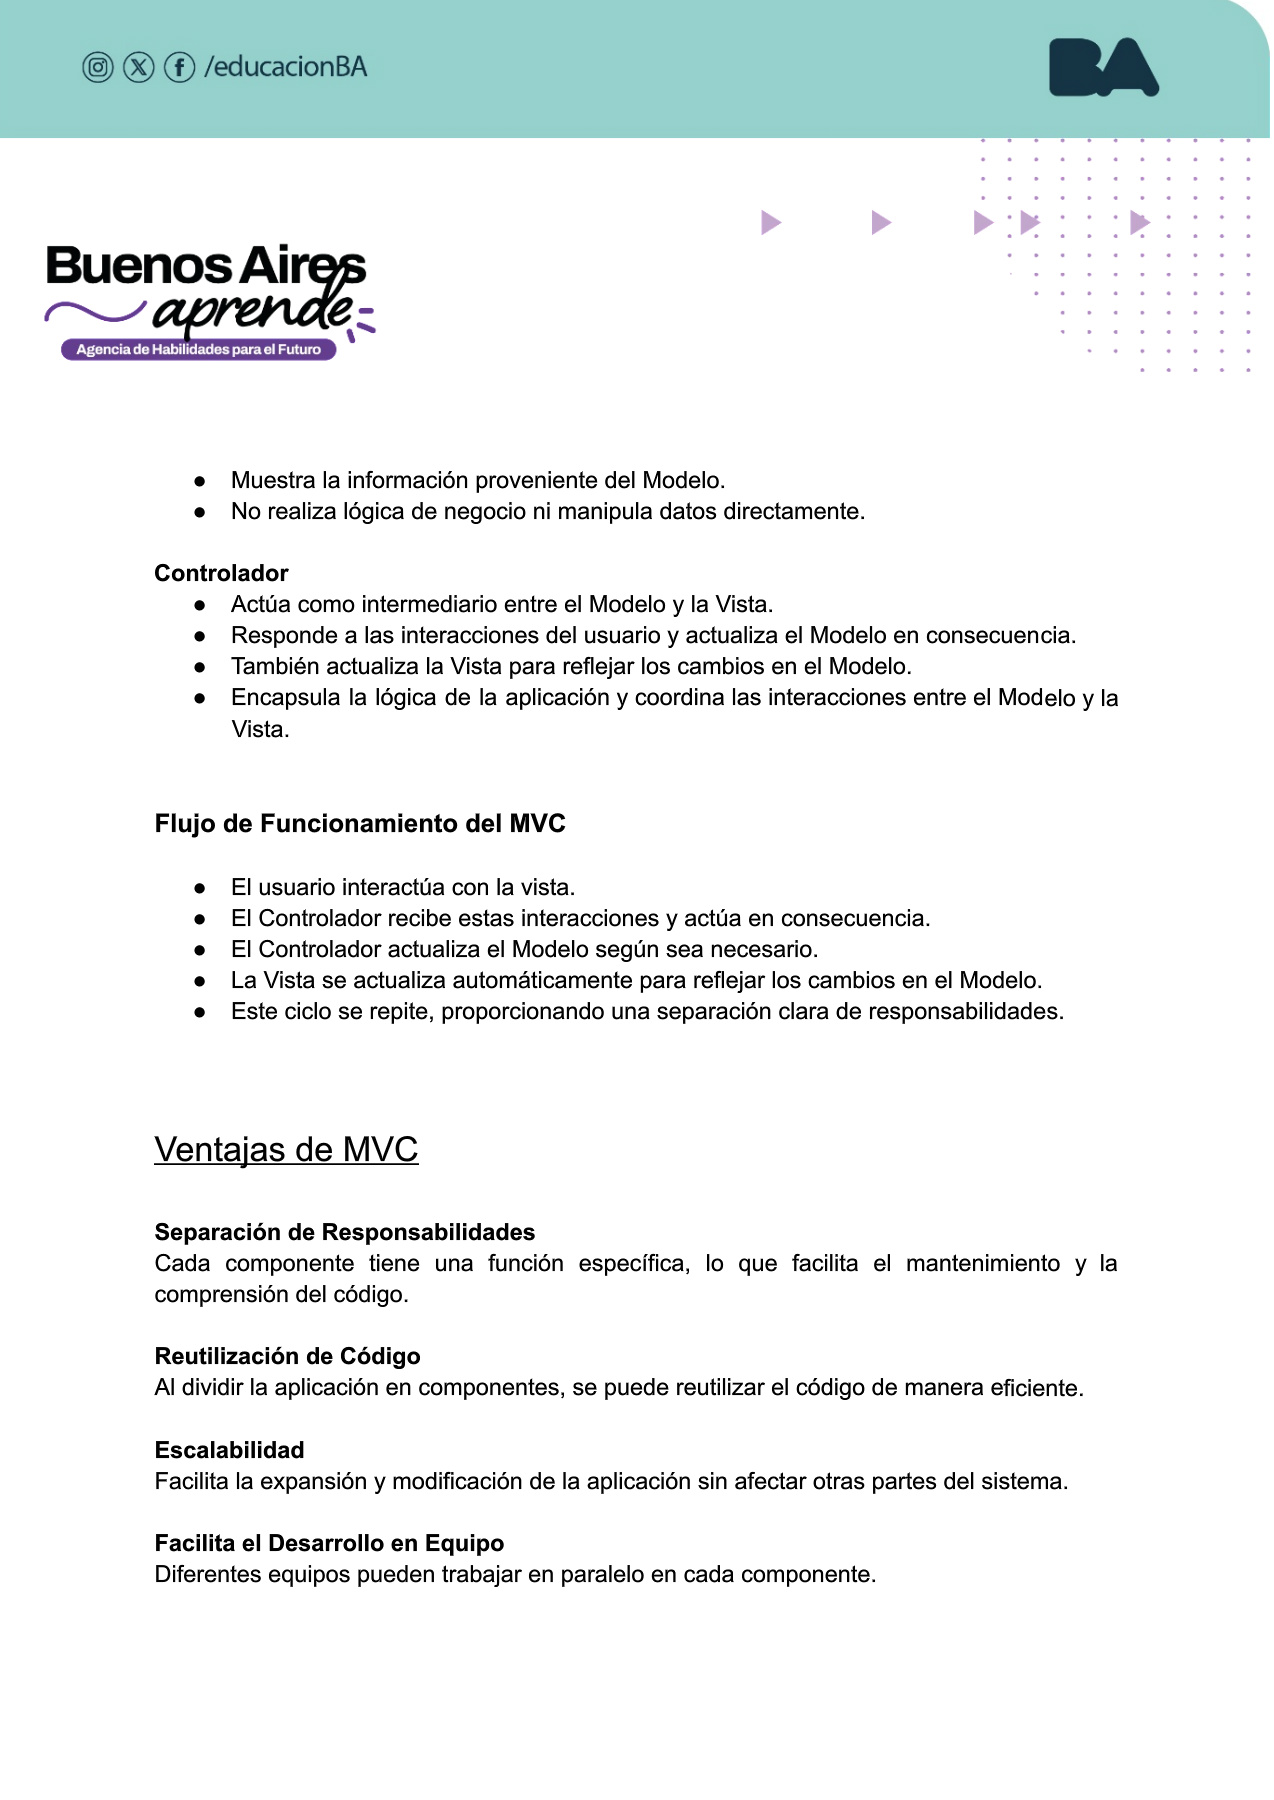 /educacionBA
BA
Buenos Aires
aprende
Agencia de Habilidades para el Futuro
● Muestra la información proveniente del Modelo.
● No realiza lógica de negocio ni manipula datos directamente.
Controlador
● Actúa como intermediario entre el Modelo y la Vista.
● Responde a las interacciones del usuario y actualiza el Modelo en consecuencia.
● También actualiza la Vista para reflejar los cambios en el Modelo.
● Encapsula la lógica de la aplicación y coordina las interacciones entre el Modelo y la
Vista.
Flujo de Funcionamiento del MVC
● El usuario interactúa con la vista.
● El Controlador recibe estas interacciones y actúa en consecuencia.
● El Controlador actualiza el Modelo según sea necesario.
● La Vista se actualiza automáticamente para reflejar los cambios en el Modelo.
● Este ciclo se repite, proporcionando una separación clara de responsabilidades.
Ventajas de MVC
Separación de Responsabilidades
Cada componente tiene una función específica, lo que facilita el mantenimiento y la
comprensión del código.
Reutilización de Código
Al dividir la aplicación en componentes, se puede reutilizar el código de manera eficiente.
Escalabilidad
Facilita la expansión y modificación de la aplicación sin afectar otras partes del sistema.
Facilita el Desarrollo en Equipo
Diferentes equipos pueden trabajar en paralelo en cada componente.